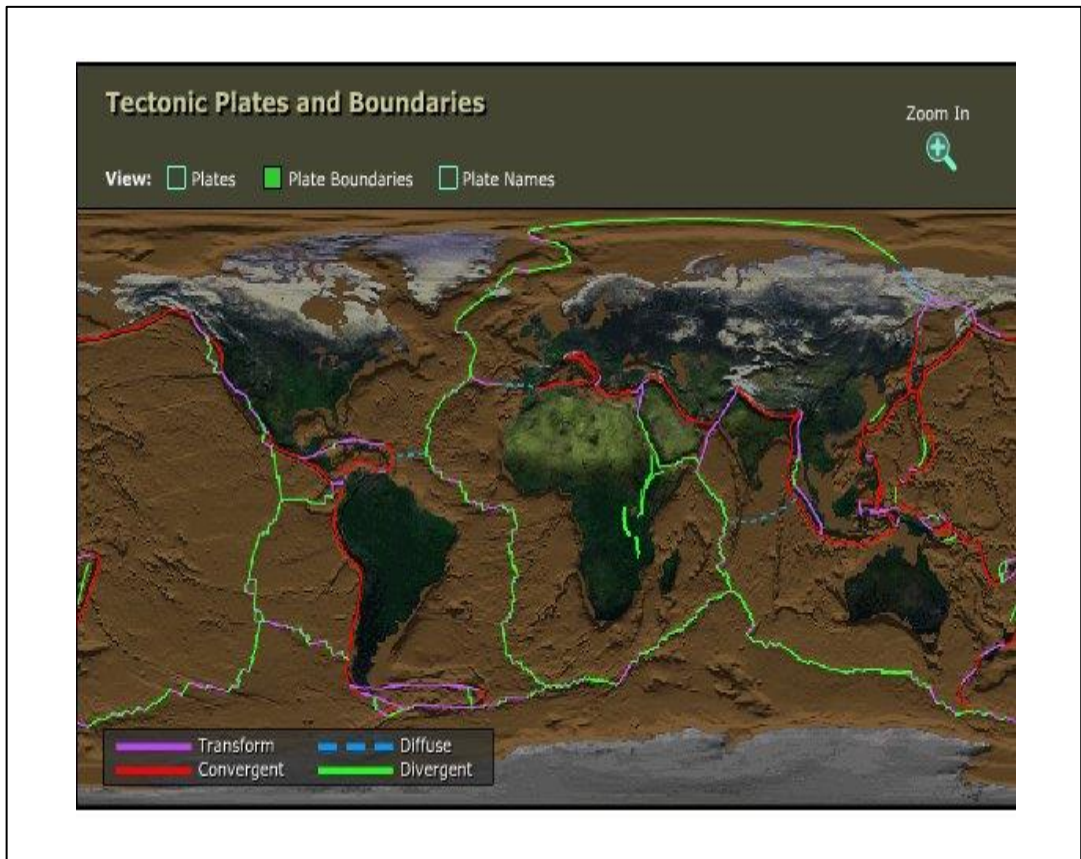 Tectonic Plates and Boundaries
Zoom In
View: Plates Plate Boundaries Plate Names
Transform Diffuse
Convergent Divergent